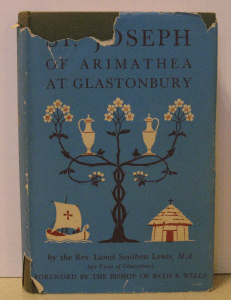 ST. JOSEPH
OF ARIMATHEA
AT GLASTONBURY
by the Rev. Lionel Smithett Lewis, M.A.
late Vicar of Glastonbury
FOREWORD BY THE BISHOP OF BATH & WELLS